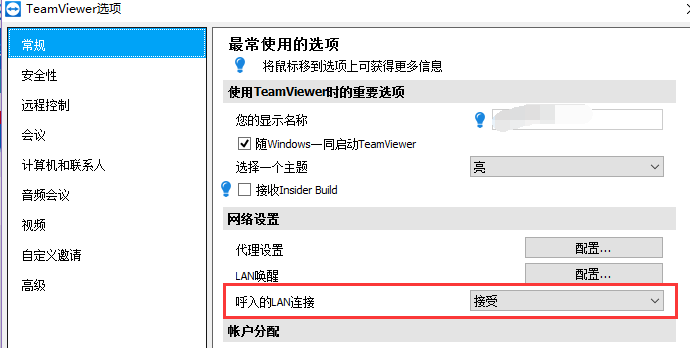 TeamViewer选项
常规
安全性
远程控制
会议
计算机和联系人
音频会议
视频
自定义邀请
高级
最常使用的选项
将鼠标移到选项上可获得更多信息
使用TeamViewer时的重要选项
您的显示名称
随Windows一同启动TeamViewer
选择一个主题 亮
接收Insider Build
网络设置
代理设置 配置...
LAN唤醒 配置...
呼入的LAN连接 接受
帐户分配